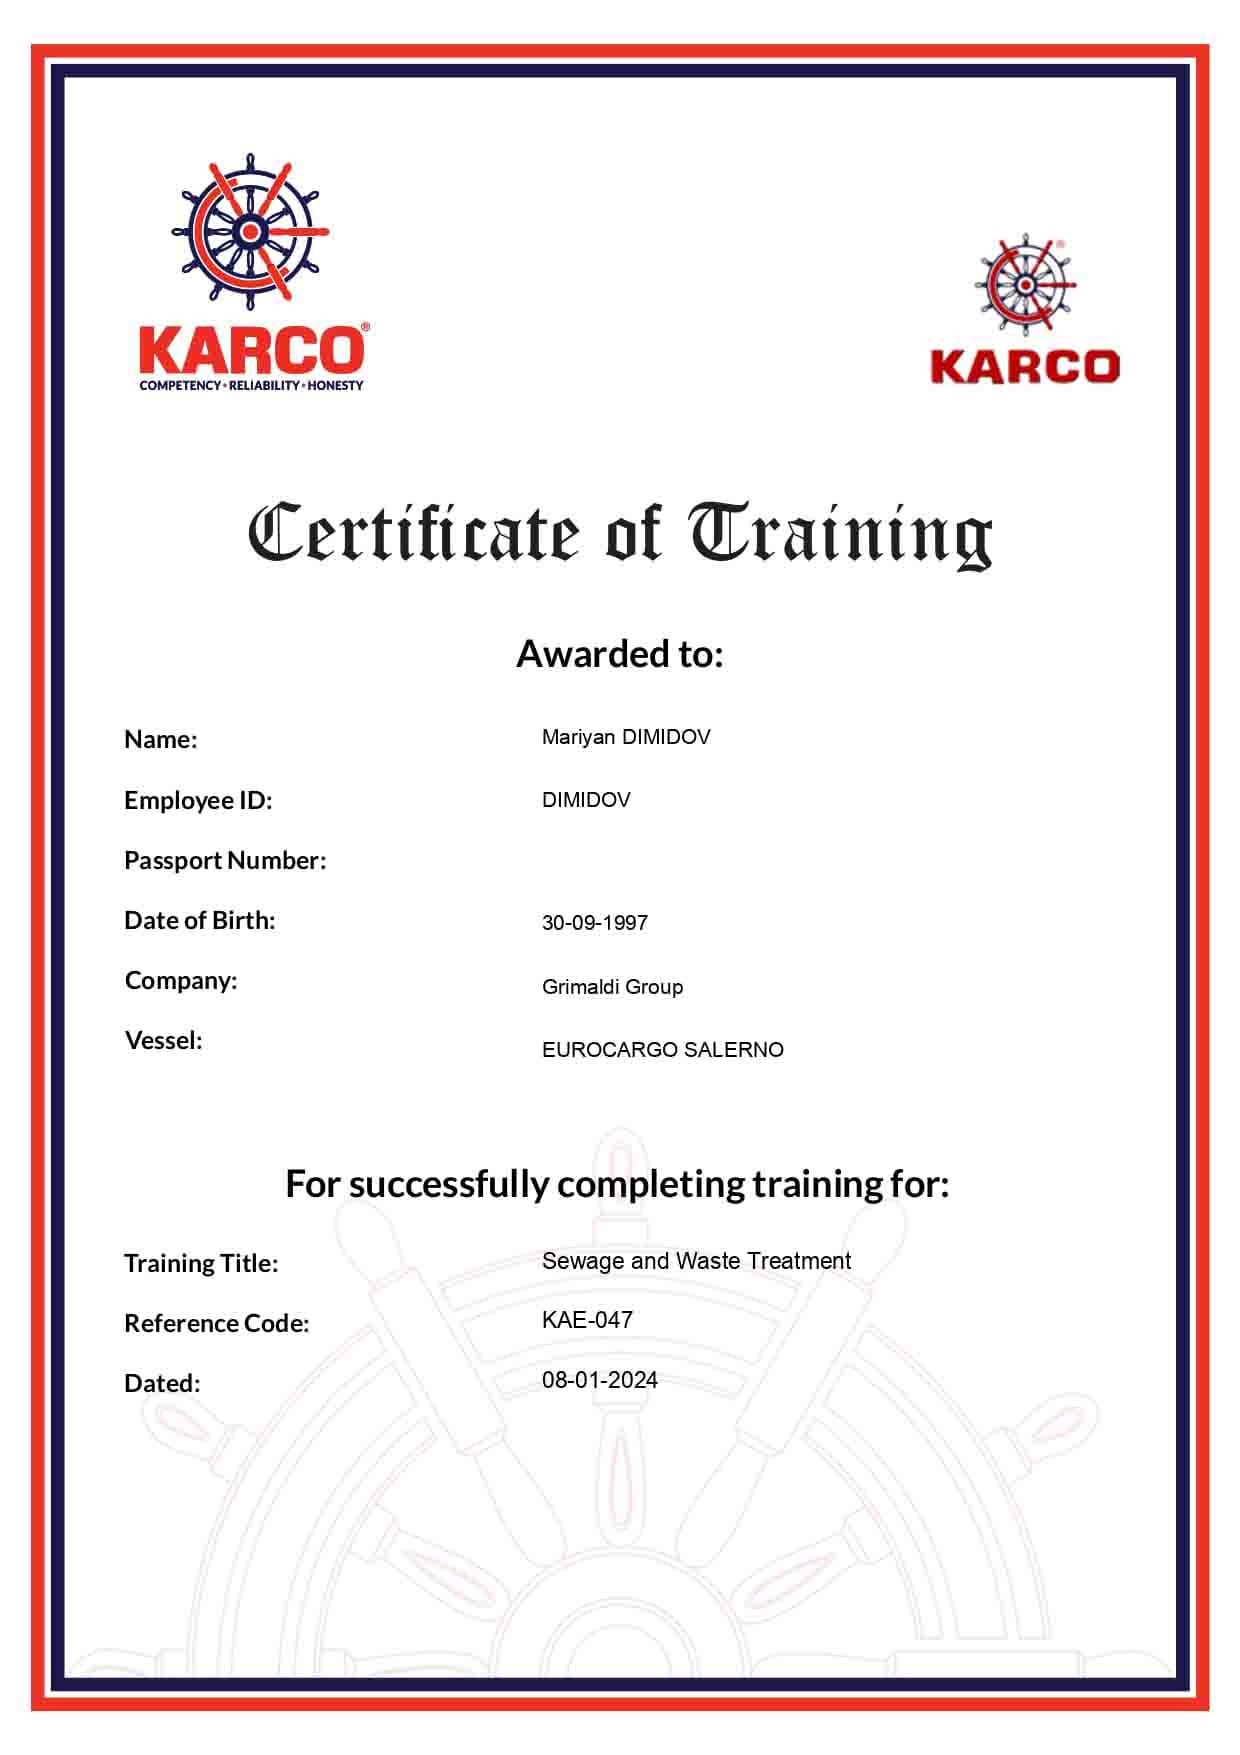 KARCO®
COMPETENCY • RELIABILITY • HONESTY
®
KARCO
Certificate of Training
Awarded to:
Name: Mariyan DIMIDOV
Employee ID: DIMIDOV
Passport Number:
Date of Birth: 30-09-1997
Company: Grimaldi Group
Vessel: EUROCARGO SALERNO
For successfully completing training for:
Training Title: Sewage and Waste Treatment
Reference Code: KAE-047
Dated: 08-01-2024